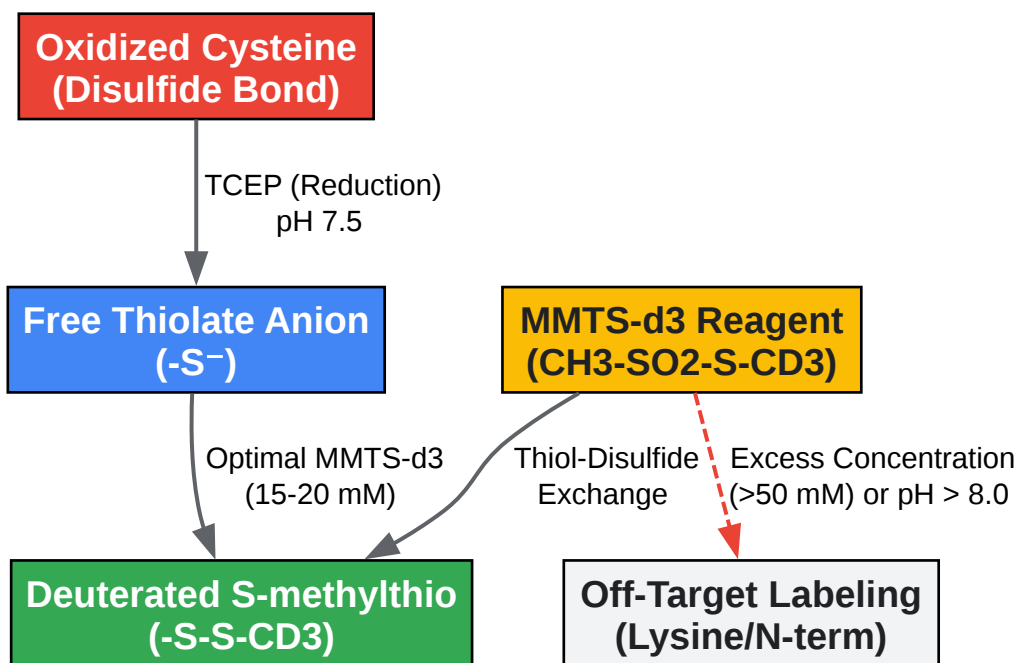 Oxidized Cysteine
(Disulfide Bond)
TCEP (Reduction)
pH 7.5
Free Thiolate Anion
(-S⁻)
MMTS-d3 Reagent
(CH3-SO2-S-CD3)
Optimal MMTS-d3
(15-20 mM)
Thiol-Disulfide
Exchange
Excess Concentration
(>50 mM) or pH > 8.0
Deuterated S-methylthio
(-S-S-CD3)
Off-Target Labeling
(Lysine/N-term)